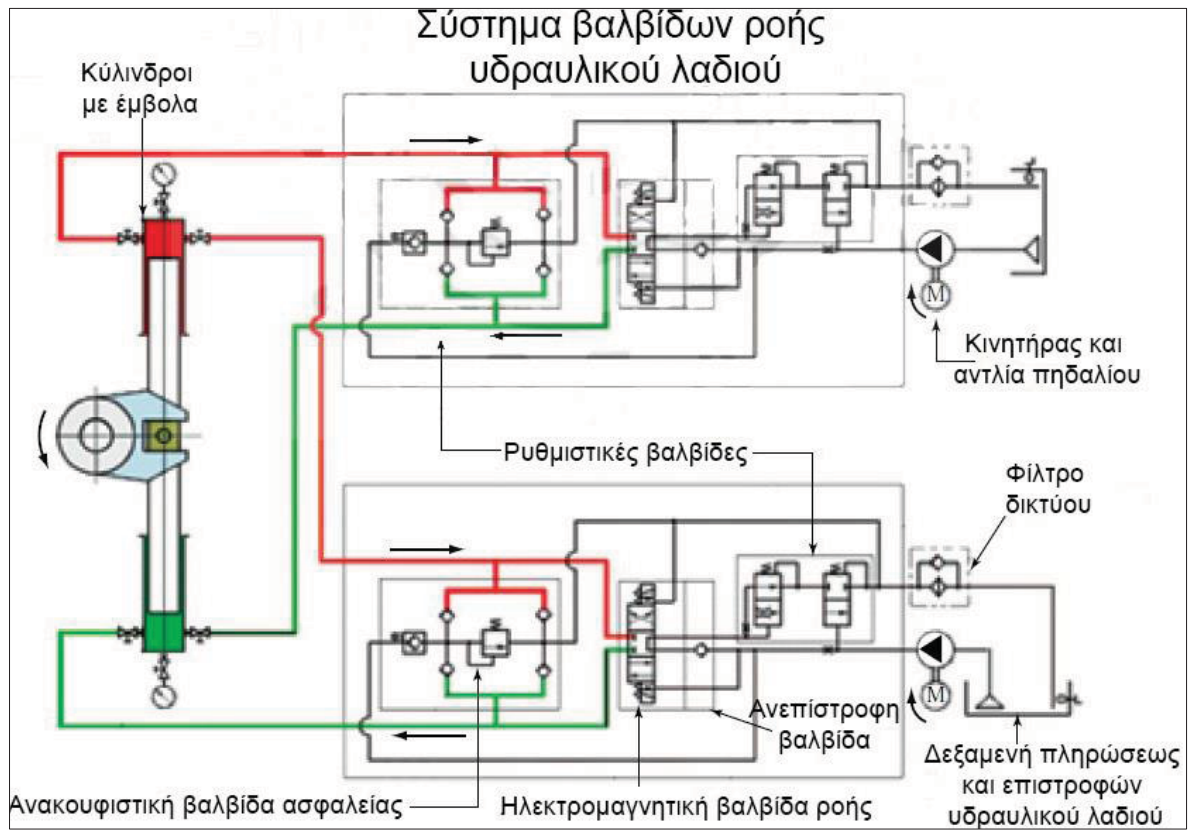 Σύστημα βαλβίδων ροής
υδραυλικού λαδιού
Κύλινδροι
με έμβολα
M
Κινητήρας και
αντλία πηδαλίου
Ρυθμιστικές βαλβίδες
Φίλτρο
δικτύου
M
Ανεπίστροφη
βαλβίδα
Δεξαμενή πληρώσεως
και επιστροφών
υδραυλικού λαδιού
Ανακουφιστική βαλβίδα ασφαλείας
Ηλεκτρομαγνητική βαλβίδα ροής